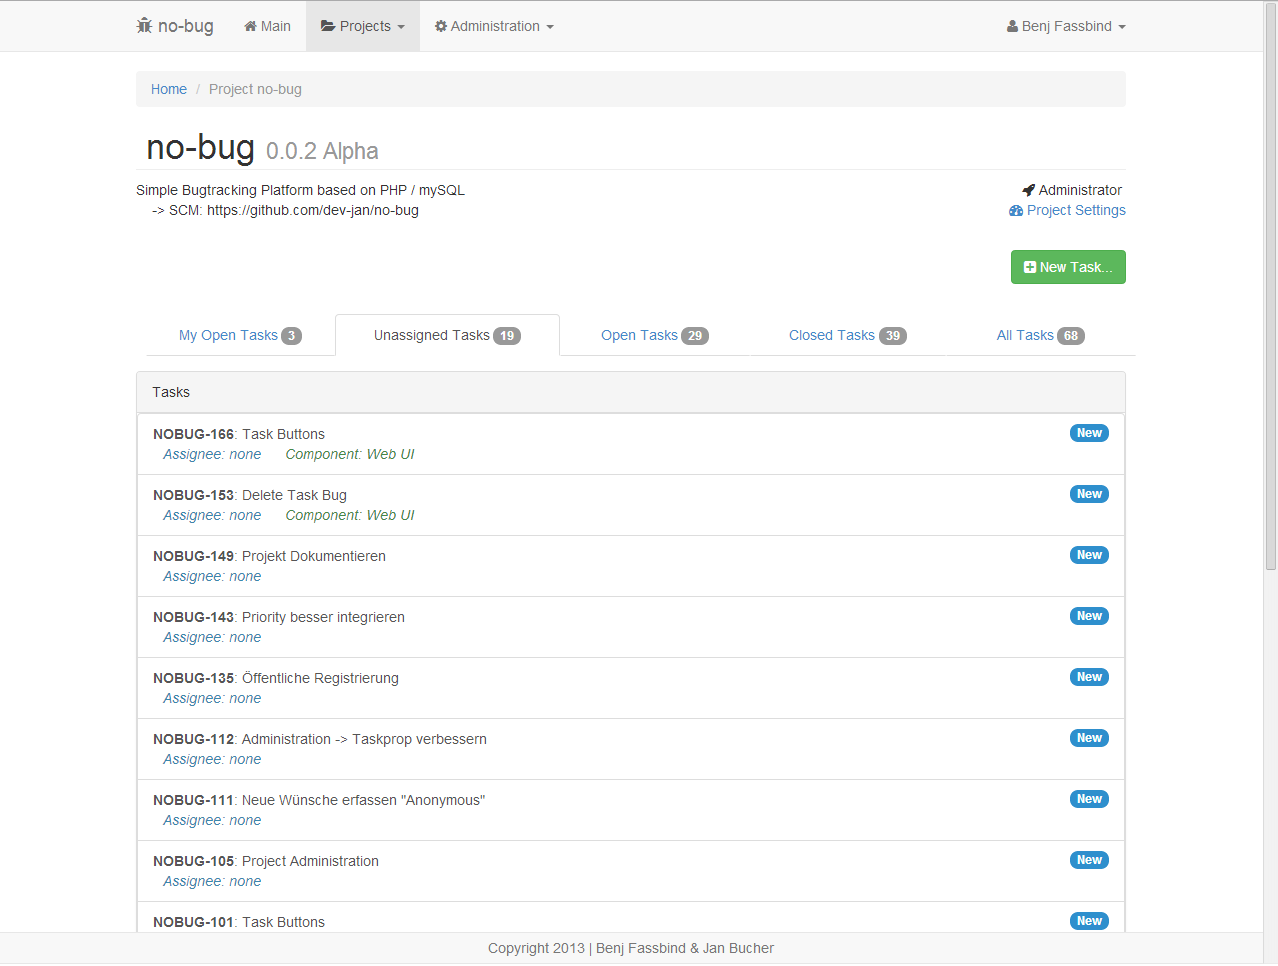 no-bug Main Projects Administration Benj Fassbind
Home / Project no-bug
no-bug 0.0.2 Alpha
Simple Bugtracking Platform based on PHP / mySQL Administrator
-> SCM: https://github.com/dev-jan/no-bug Project Settings
New Task...
My Open Tasks 3 Unassigned Tasks 19 Open Tasks 29 Closed Tasks 39 All Tasks 68
Tasks
NOBUG-166: Task Buttons New
Assignee: none Component: Web UI
NOBUG-153: Delete Task Bug New
Assignee: none Component: Web UI
NOBUG-149: Projekt Dokumentieren New
Assignee: none
NOBUG-143: Priority besser integrieren New
Assignee: none
NOBUG-135: Öffentliche Registrierung New
Assignee: none
NOBUG-112: Administration -> Taskprop verbessern New
Assignee: none
NOBUG-111: Neue Wünsche erfassen "Anonymous" New
Assignee: none
NOBUG-105: Project Administration New
Assignee: none
NOBUG-101: Task Buttons New
Copyright 2013 | Benj Fassbind & Jan Bucher